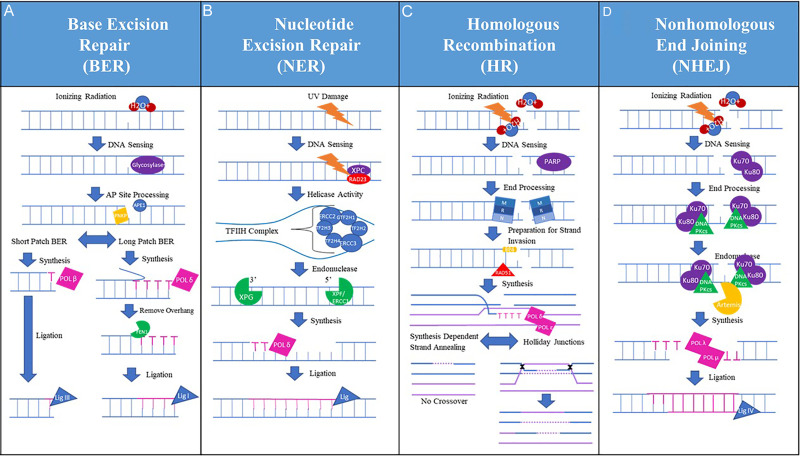 A
Base Excision
Repair
(BER)
Ionizing Radiation
H2O+
DNA Sensing
Glycosylase
AP Site Processing
APE1
PNKP
Short Patch BER
Long Patch BER
Synthesis
Synthesis
POL β
POL δ
Remove Overhang
FEN1
Ligation
Ligation
Lig III
Lig I
B
Nucleotide
Excision Repair
(NER)
UV Damage
DNA Sensing
XPC
RAD23
Helicase Activity
TFIIH Complex
ERCC2
GTF2H1
TF2H3
TF2H2
TF2H4
ERCC3
Endonuclease
3’
5’
XPG
XPF/
ERCC1
Synthesis
POL δ
Ligation
Lig
C
Homologous
Recombination
(HR)
H2O+
Ionizing Radiation
DNA Sensing
PARP
End Processing
M
R
N
M
R
N
Preparation for Strand
Invasion
RAD51
Synthesis
POL δ
POL ε
Synthesis Dependent
Strand Annealing
Holliday Junctions
No Crossover
D
Nonhomologous
End Joining
(NHEJ)
H2O+
Ionizing Radiation
DNA Sensing
Ku70
Ku80
End Processing
Ku70
Ku80
DNA
PKcs
Ku70
Ku80
DNA
PKcs
Endonuclease
Ku70
Ku80
DNA
PKcs
Ku70
Ku80
DNA
PKcs
Artemis
Synthesis
POL λ
POL μ
Ligation
Lig IV